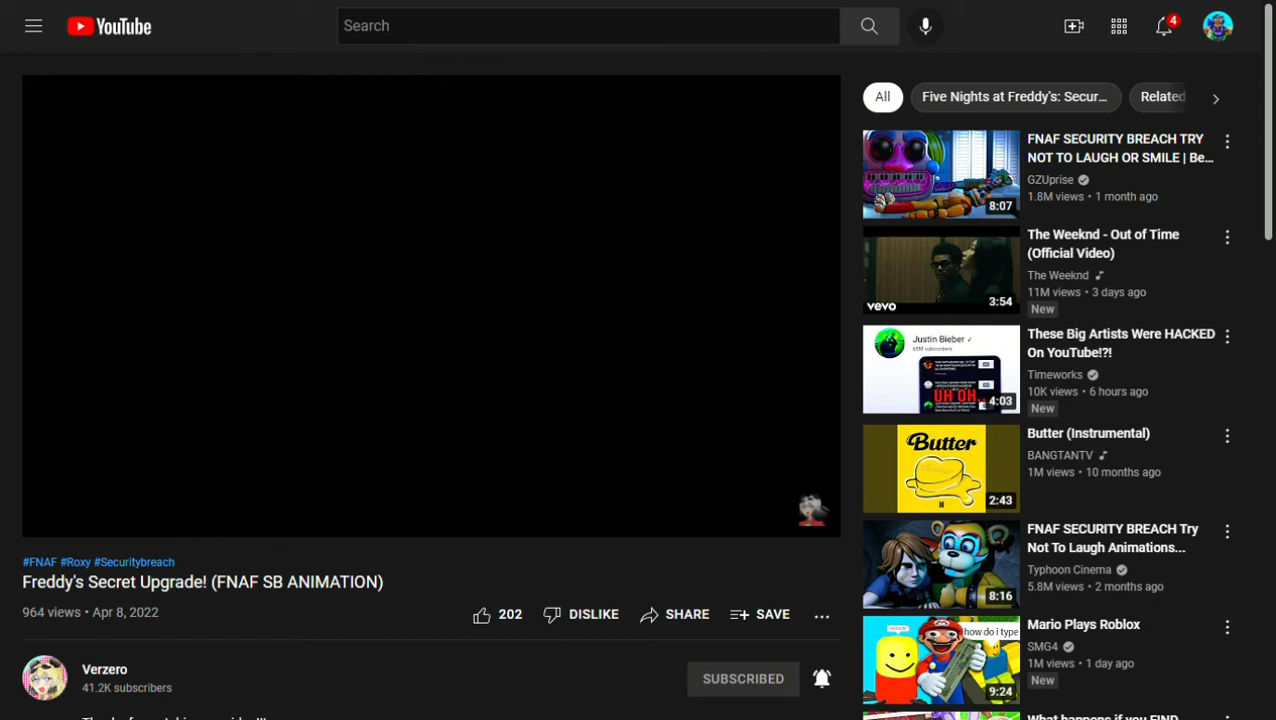 YouTube
Search
4
All
Five Nights at Freddy's: Secur...
Related
FNAF SECURITY BREACH TRY
NOT TO LAUGH OR SMILE | Be...
GZUprise
1.8M views • 1 month ago
8:07
The Weeknd - Out of Time
(Official Video)
The Weeknd
11M views • 3 days ago
New
vevo
3:54
Justin Bieber
UH OH...
4:03
These Big Artists Were HACKED
On YouTube!?!
Timeworks
10K views • 6 hours ago
New
Butter
2:43
Butter (Instrumental)
BANGTANTV
1M views • 10 months ago
8:16
FNAF SECURITY BREACH Try
Not To Laugh Animations...
Typhoon Cinema
5.8M views • 2 months ago
how do i type
9:24
Mario Plays Roblox
SMG4
1M views • 1 day ago
New
#FNAF #Roxy #Securitybreach
Freddy's Secret Upgrade! (FNAF SB ANIMATION)
964 views • Apr 8, 2022
202
DISLIKE
SHARE
SAVE
Verzero
41.2K subscribers
SUBSCRIBED
What happens if you FIND